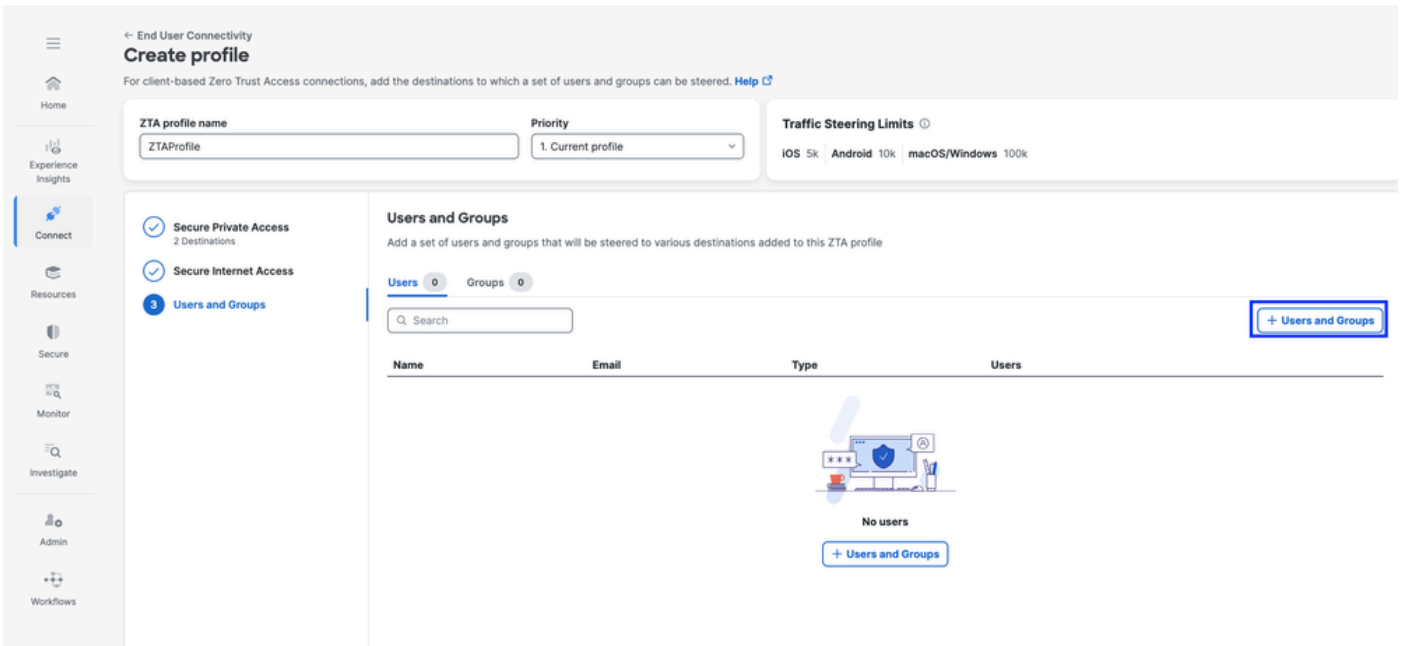 ← End User Connectivity
Create profile
For client-based Zero Trust Access connections, add the destinations to which a set of users and groups can be steered. Help
Home
Experience
Insights
Connect
Resources
Secure
Monitor
Investigate
Admin
Workflows
ZTA profile name
ZTAProfile
Priority
1. Current profile
Traffic Steering Limits
iOS 5k Android 10k macOS/Windows 100k
Secure Private Access
2 Destinations
Secure Internet Access
3 Users and Groups
Users and Groups
Add a set of users and groups that will be steered to various destinations added to this ZTA profile
Users 0 Groups 0
Search
+ Users and Groups
Name Email Type Users
***
No users
+ Users and Groups